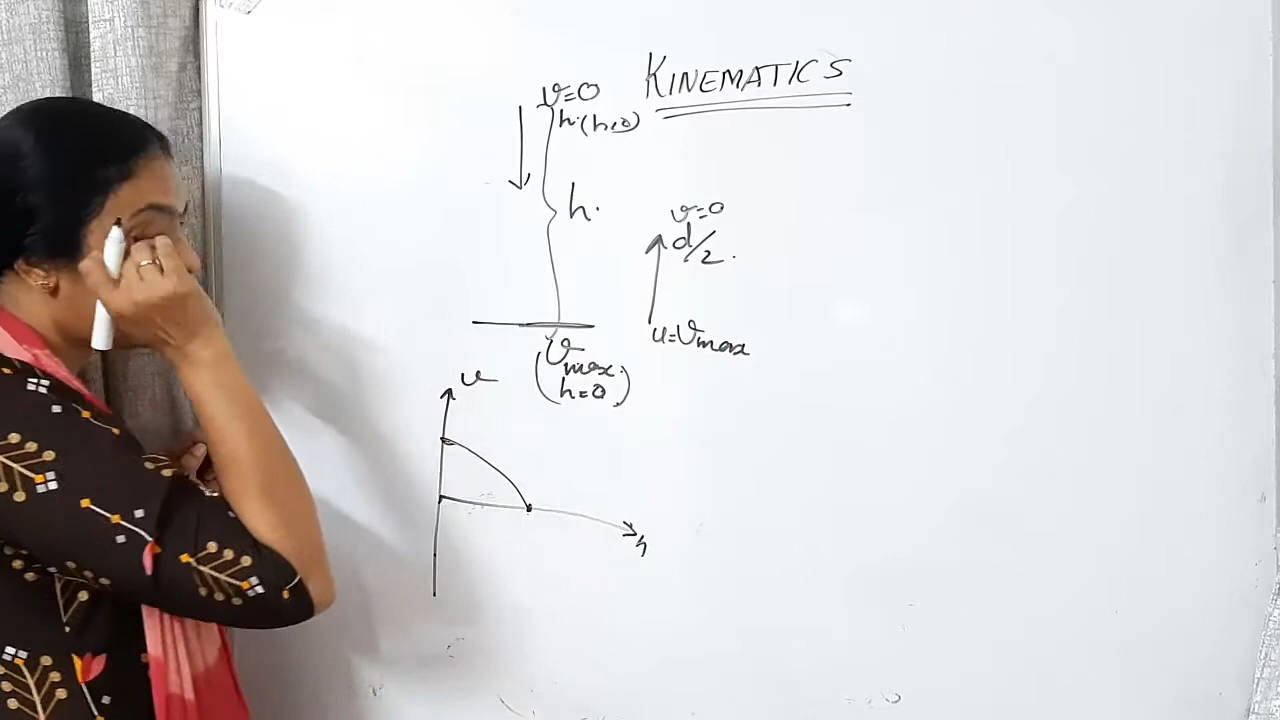 KINEMATICS
v=0
h.(h,0)
h.
v=0
d/2.
u=vmax
(vmax.
h=0)
v
h